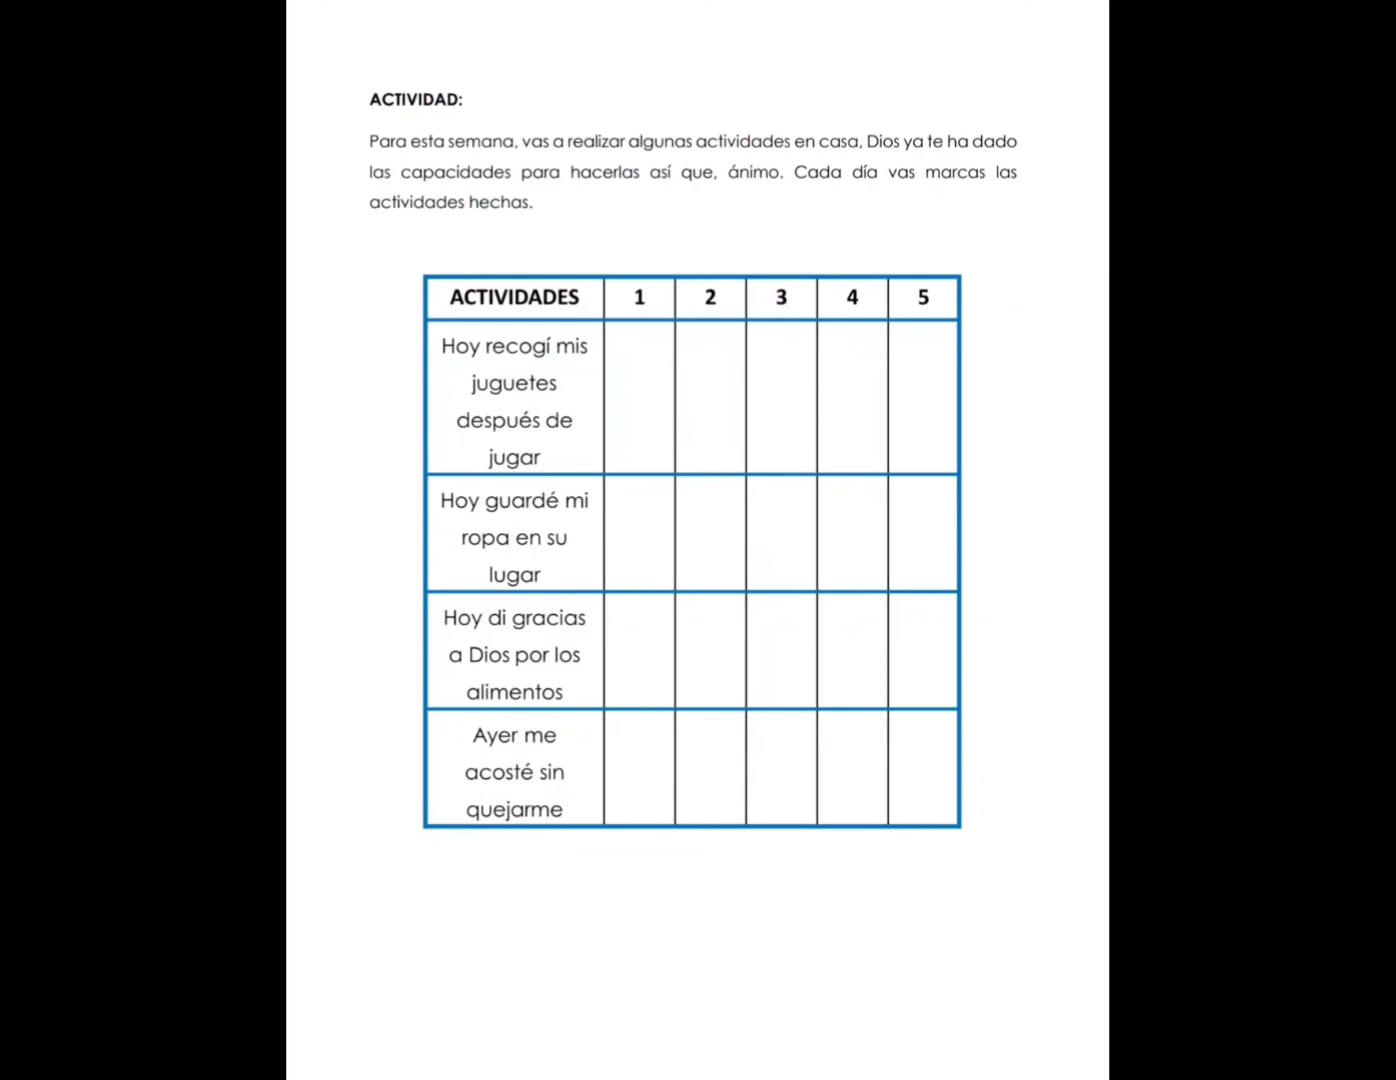 ACTIVIDAD:
Para esta semana, vas a realizar algunas actividades en casa, Dios ya te ha dado
las capacidades para hacerlas así que, ánimo. Cada día vas marcas las
actividades hechas.
ACTIVIDADES 1 2 3 4 5
Hoy recogí mis
juguetes
después de
jugar
Hoy guardé mi
ropa en su
lugar
Hoy di gracias
a Dios por los
alimentos
Ayer me
acosté sin
quejarme